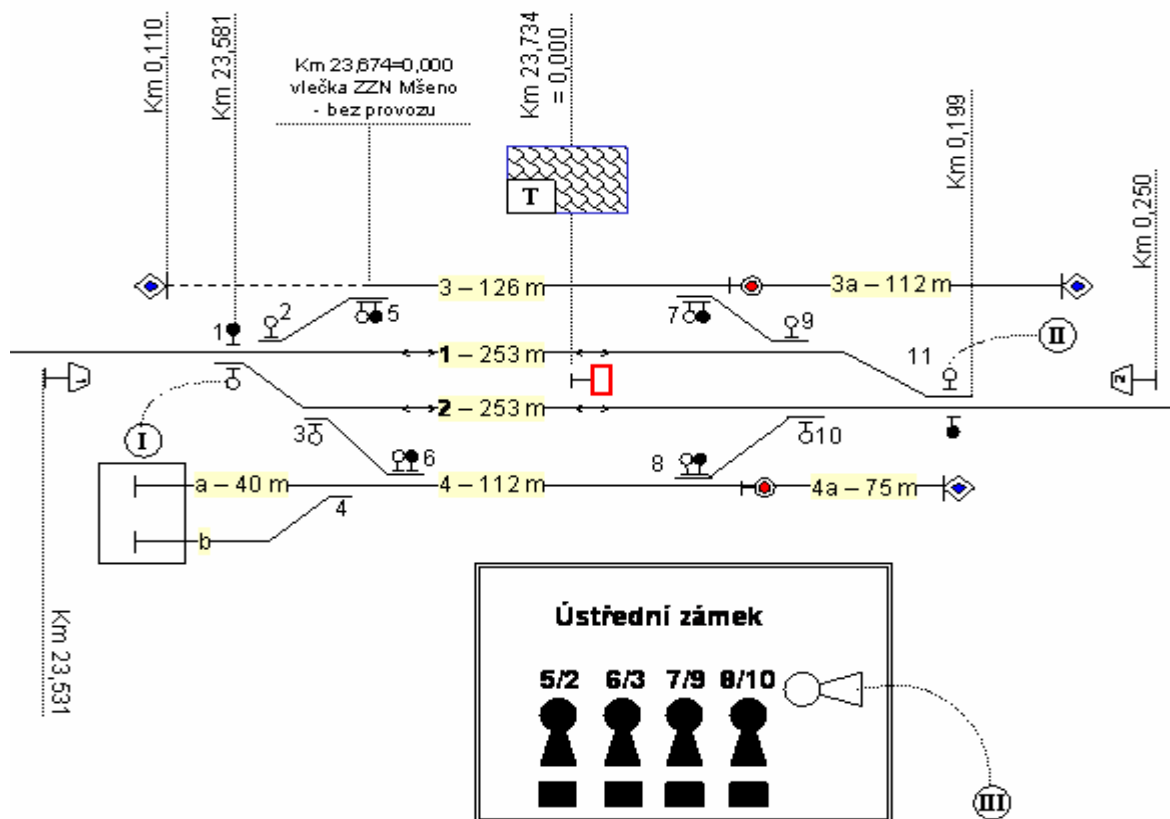 Km 0,110
Km 23,581
Km 23,674=0,000
vlečka ZZN Mšeno
- bez provozu
Km 23,734
= 0,000
Km 0,199
Km 0,250
T
3 – 126 m
3a – 112 m
1
2
5
7
9
11
II
1 – 253 m
1
2
2 – 253 m
I
3
6
8
10
a – 40 m
4 – 112 m
4a – 75 m
4
b
Km 23,531
Ústřední zámek
5/2 6/3 7/9 8/10
III